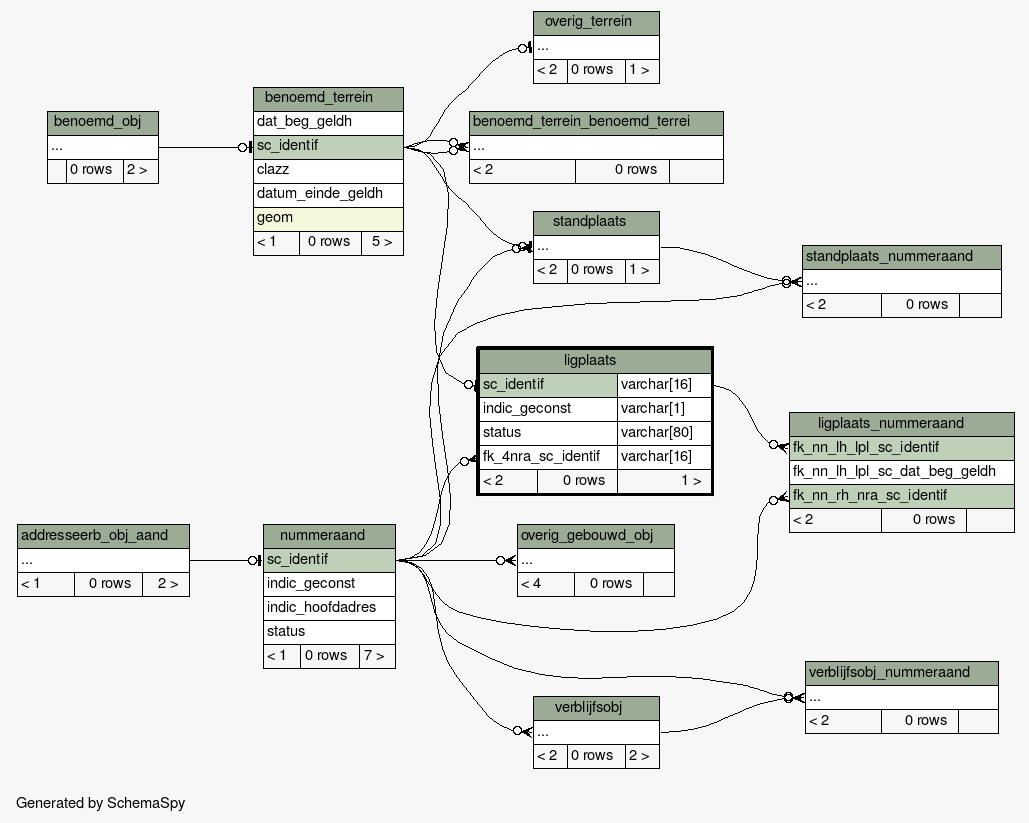 overig_terrein
...
< 2 0 rows 1 >
benoemd_terrein
dat_beg_geldh
sc_identif
clazz
datum_einde_geldh
geom
< 1 0 rows 5 >
benoemd_obj
...
0 rows 2 >
benoemd_terrein_benoemd_terrei
...
< 2 0 rows
standplaats
...
< 2 0 rows 1 >
standplaats_nummeraand
...
< 2 0 rows
ligplaats
sc_identif varchar[16]
indic_geconst varchar[1]
status varchar[80]
fk_4nra_sc_identif varchar[16]
< 2 0 rows 1 >
ligplaats_nummeraand
fk_nn_lh_lpl_sc_identif
fk_nn_lh_lpl_sc_dat_beg_geldh
fk_nn_rh_nra_sc_identif
< 2 0 rows
addresseerb_obj_aand
...
< 1 0 rows 2 >
nummeraand
sc_identif
indic_geconst
indic_hoofdadres
status
< 1 0 rows 7 >
overig_gebouwd_obj
...
< 4 0 rows
verblijfsobj_nummeraand
...
< 2 0 rows
verblijfsobj
...
< 2 0 rows 2 >
Generated by SchemaSpy